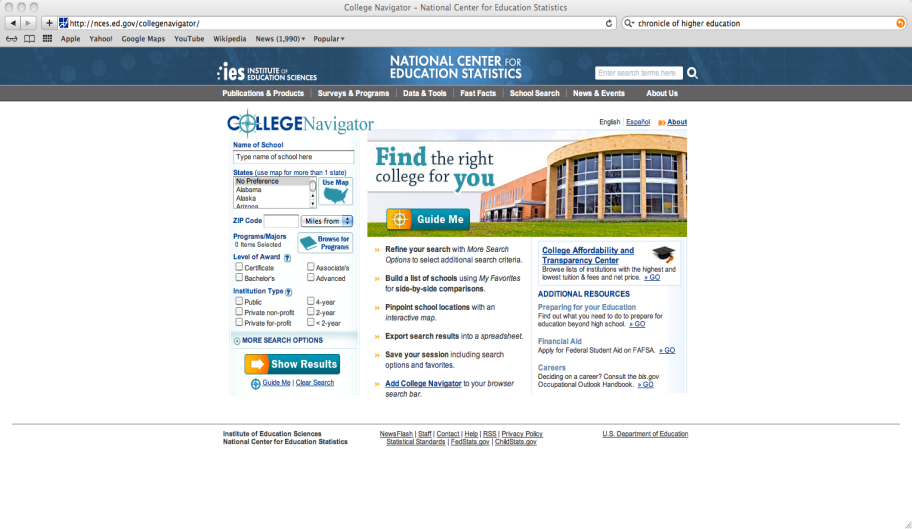 College Navigator – National Center for Education Statistics
http://nces.ed.gov/collegenavigator/
chronicle of higher education
Apple Yahoo! Google Maps YouTube Wikipedia News (1,990) Popular
ies INSTITUTE OF EDUCATION SCIENCES
NATIONAL CENTER FOR
EDUCATION STATISTICS
Enter search terms here
Publications & Products | Surveys & Programs | Data & Tools | Fast Facts | School Search | News & Events About Us
COLLEGENavigator
English | Español About
Name of School
Type name of school here
States (use map for more than 1 state)
No Preference
Alabama
Alaska
Arizona
Use Map
ZIP Code
Miles from
Programs/Majors
0 Items Selected
Browse for
Programs
Level of Award ?
Certificate Associate's
Bachelor's Advanced
Institution Type ?
Public 4-year
Private non-profit 2-year
Private for-profit < 2-year
MORE SEARCH OPTIONS
Show Results
Guide Me | Clear Search
Find the right
college for you
Guide Me
» Refine your search with More Search
Options to select additional search criteria.
» Build a list of schools using My Favorites
for side-by-side comparisons.
» Pinpoint school locations with an
interactive map.
» Export search results into a spreadsheet.
» Save your session including search
options and favorites.
» Add College Navigator to your browser
search bar.
College Affordability and
Transparency Center
Browse lists of institutions with the highest and
lowest tuition & fees and net price. » GO
ADDITIONAL RESOURCES
Preparing for your Education
Find out what you need to do to prepare for
education beyond high school. » GO
Financial Aid
Apply for Federal Student Aid on FAFSA. » GO
Careers
Deciding on a career? Consult the bls.gov
Occupational Outlook Handbook. » GO
Institute of Education Sciences
National Center for Education Statistics
NewsFlash | Staff | Contact | Help | RSS | Privacy Policy
Statistical Standards | FedStats.gov | ChildStats.gov
U.S. Department of Education